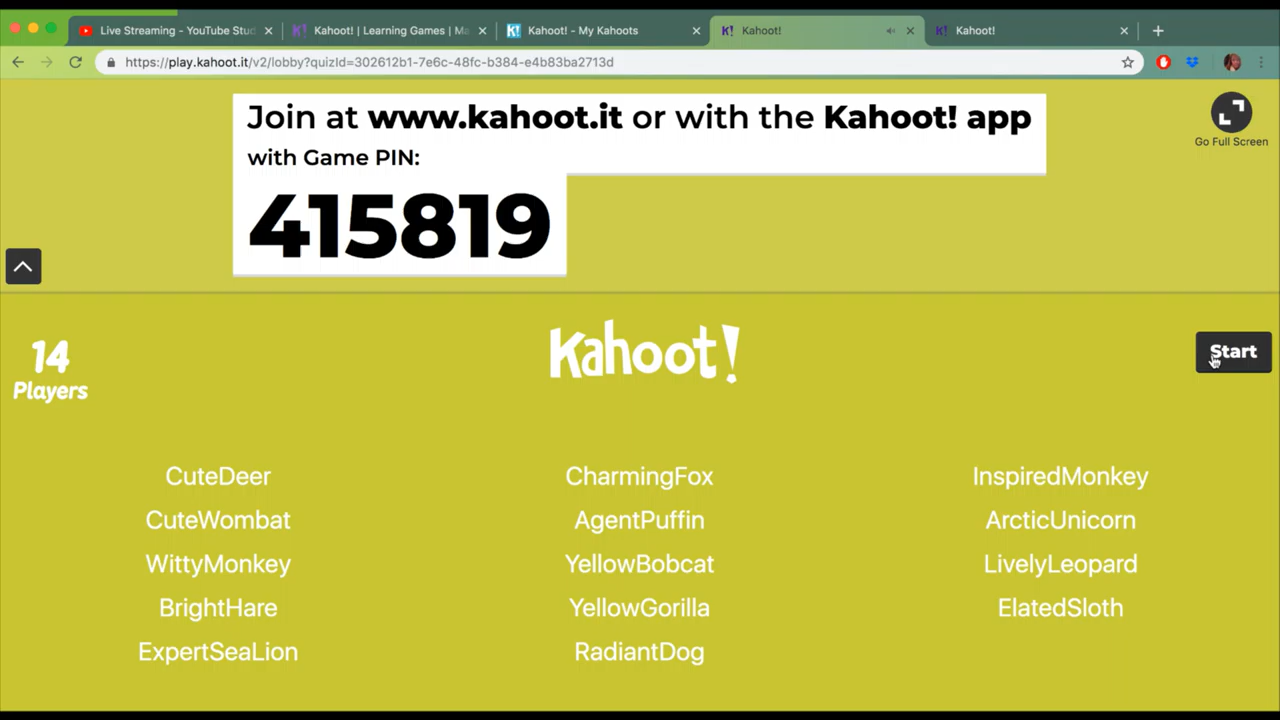 Live Streaming - YouTube Stud
Kahoot! | Learning Games | Ma
Kahoot! - My Kahoots
Kahoot!
Kahoot!
https://play.kahoot.it/v2/lobby?quizId=302612b1-7e6c-48fc-b384-e4b83ba2713d
Join at www.kahoot.it or with the Kahoot! app
with Game PIN:
415819
Go Full Screen
14
Players
Kahoot!
Start
CuteDeer
CharmingFox
InspiredMonkey
CuteWombat
AgentPuffin
ArcticUnicorn
WittyMonkey
YellowBobcat
LivelyLeopard
BrightHare
YellowGorilla
ElatedSloth
ExpertSeaLion
RadiantDog